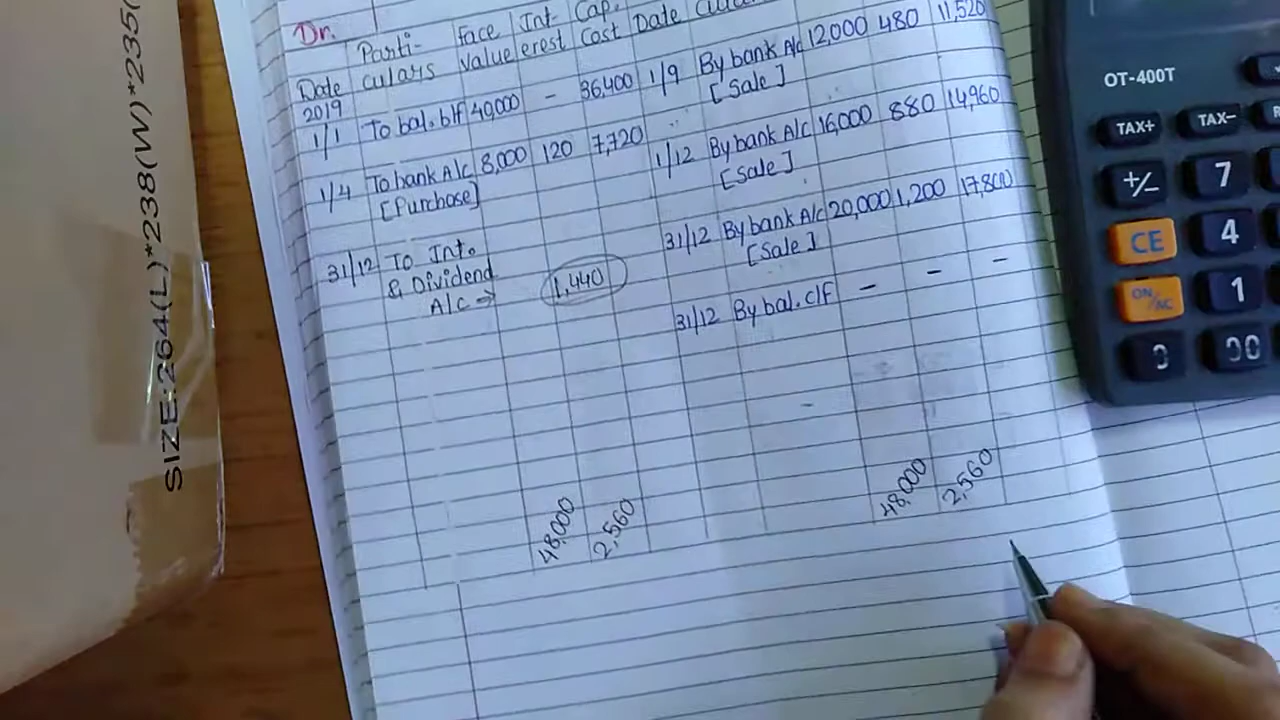 SIZE:264(L)*238(W)*235(
Dr.
Date Parti- culars Face value Int- erest Cap. Cost Date
2019
1/1 To bal. b/f 40,000 - 36,400
1/4 To bank A/c 8,000 120 7,720
[Purchase]
31/12 To Int.
& Dividend
A/c → 1,440
48,000 2,560
1/9 By bank A/c 12,000 480 11,520
[Sale]
1/12 By bank A/c 16,000 880 14,960
[Sale]
31/12 By bank A/c 20,000 1,200 17,800
[Sale]
31/12 By bal. c/f - - -
48,000 2,560
OT-400T
TAX+ TAX-
+/- 7
CE 4
ON/AC 1
0 00